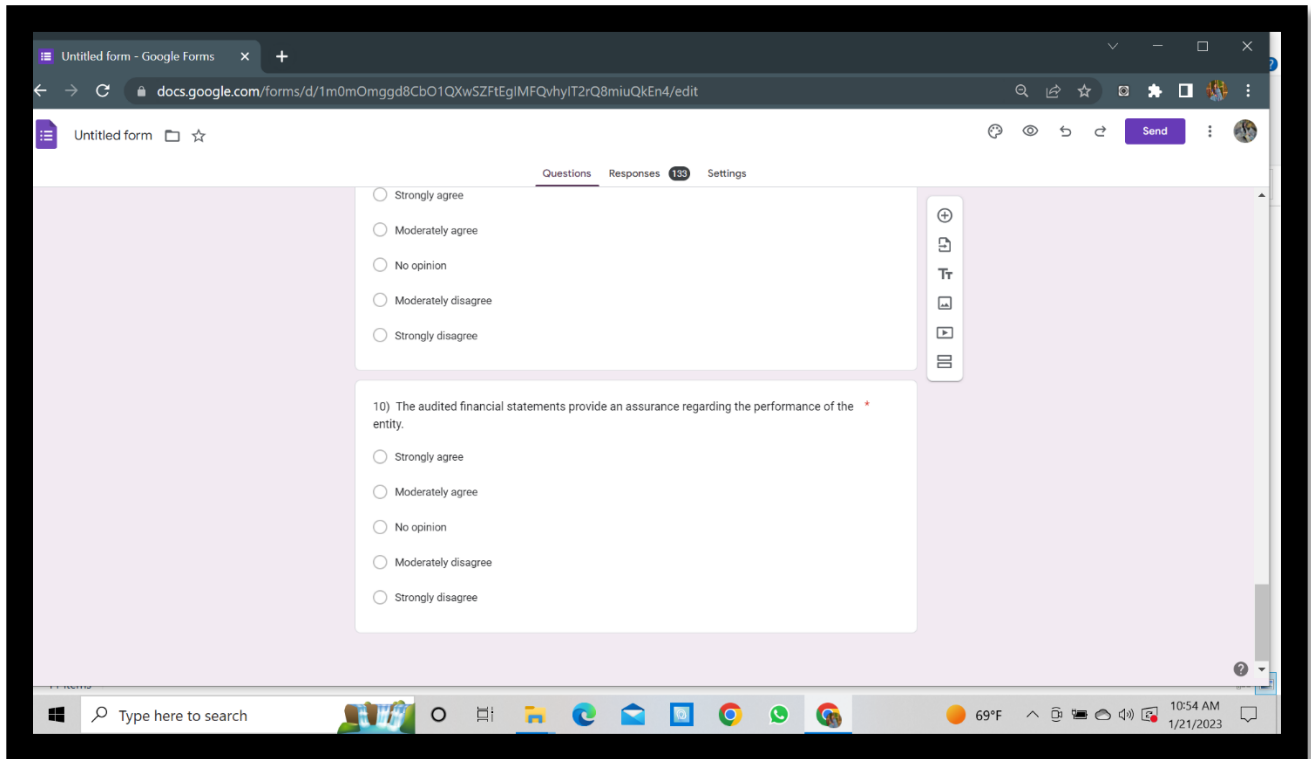 Untitled form - Google Forms
docs.google.com/forms/d/1m0mOmggd8CbO1QXwSZFtEgIMFQvhyIT2rQ8miuQkEn4/edit
Untitled form
Send
Questions Responses 133 Settings
Strongly agree
Moderately agree
No opinion
Moderately disagree
Strongly disagree
Tт
10) The audited financial statements provide an assurance regarding the performance of the *
entity.
Strongly agree
Moderately agree
No opinion
Moderately disagree
Strongly disagree
Type here to search
69°F
10:54 AM
1/21/2023